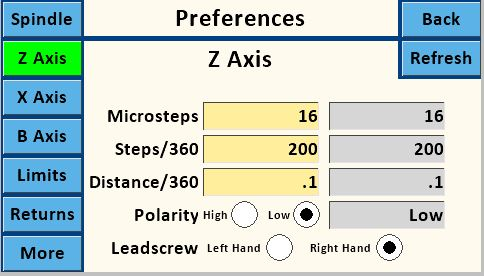 Spindle
Preferences
Back
Z Axis
Z Axis
Refresh
X Axis
Microsteps 16 16
B Axis
Steps/360 200 200
Limits
Distance/360 .1 .1
Returns
Polarity High Low Low
More
Leadscrew Left Hand Right Hand